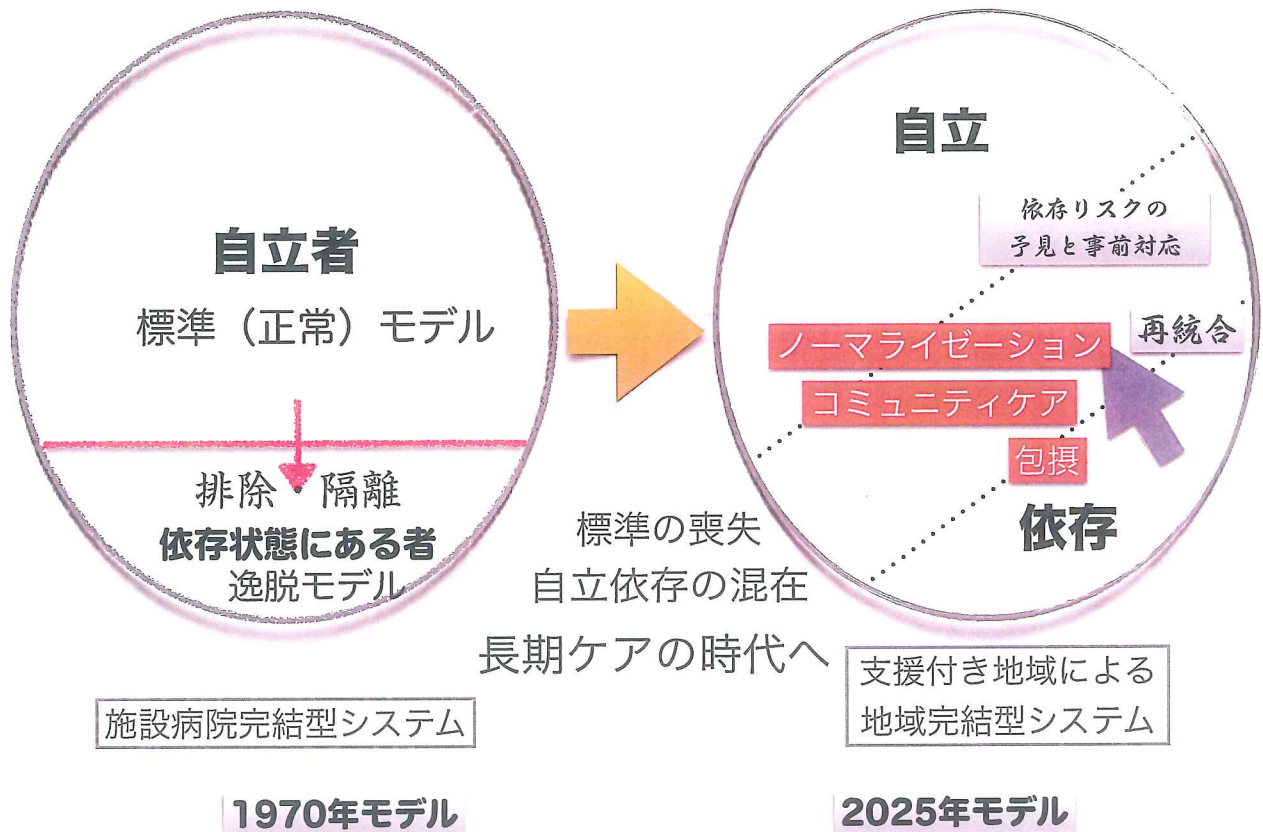 自立者
標準（正常）モデル
排除・隔離
依存状態にある者
逸脱モデル
施設病院完結型システム
1970年モデル
標準の喪失
自立依存の混在
長期ケアの時代へ
自立
依存リスクの
予見と事前対応
再統合
ノーマライゼーション
コミュニティケア
包摂
依存
支援付き地域による
地域完結型システム
2025年モデル